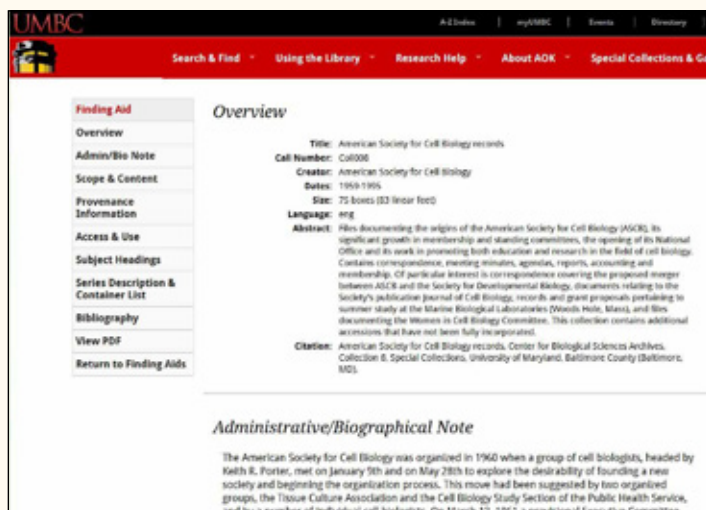 UMBC
A-Z Index | myUMBC | Events | Directory |
Search & Find Using the Library Research Help About AOK Special Collections & Ga
Finding Aid
Overview
Admin/Bio Note
Scope & Content
Provenance
Information
Access & Use
Subject Headings
Series Description &
Container List
Bibliography
View PDF
Return to Finding Aids
Overview
Title: American Society for Cell Biology records
Call Number: Coll008
Creator: American Society for Cell Biology
Dates: 1959-1995
Size: 75 boxes (83 linear feet)
Language: eng
Abstract: Files documenting the origins of the American Society for Cell Biology (ASCB), its
significant growth in membership and standing committees, the opening of its National
Office and its work in promoting both education and research in the field of cell biology.
Contains correspondence, meeting minutes, agendas, reports, accounting and
membership. Of particular interest is correspondence covering the proposed merger
between ASCB and the Society for Developmental Biology, documents relating to the
Society's publication Journal of Cell Biology, records and grant proposals pertaining to
summer study at the Marine Biological Laboratories (Woods Hole, Mass), and files
documenting the Women in Cell Biology Committee. This collection contains additional
accessions that have not been fully incorporated.
Citation: American Society for Cell Biology records, Center for Biological Sciences Archives,
Collection 8, Special Collections, University of Maryland, Baltimore County (Baltimore,
MD).
Administrative/Biographical Note
The American Society for Cell Biology was organized in 1960 when a group of cell biologists, headed by
Keith R. Porter, met on January 9th and on May 28th to explore the desirability of founding a new
society and beginning the organization process. This move had been suggested by two organized
groups, the Tissue Culture Association and the Cell Biology Study Section of the Public Health Service,
and by a number of individual cell biologists. On March 1961 a provisional Executive Committee